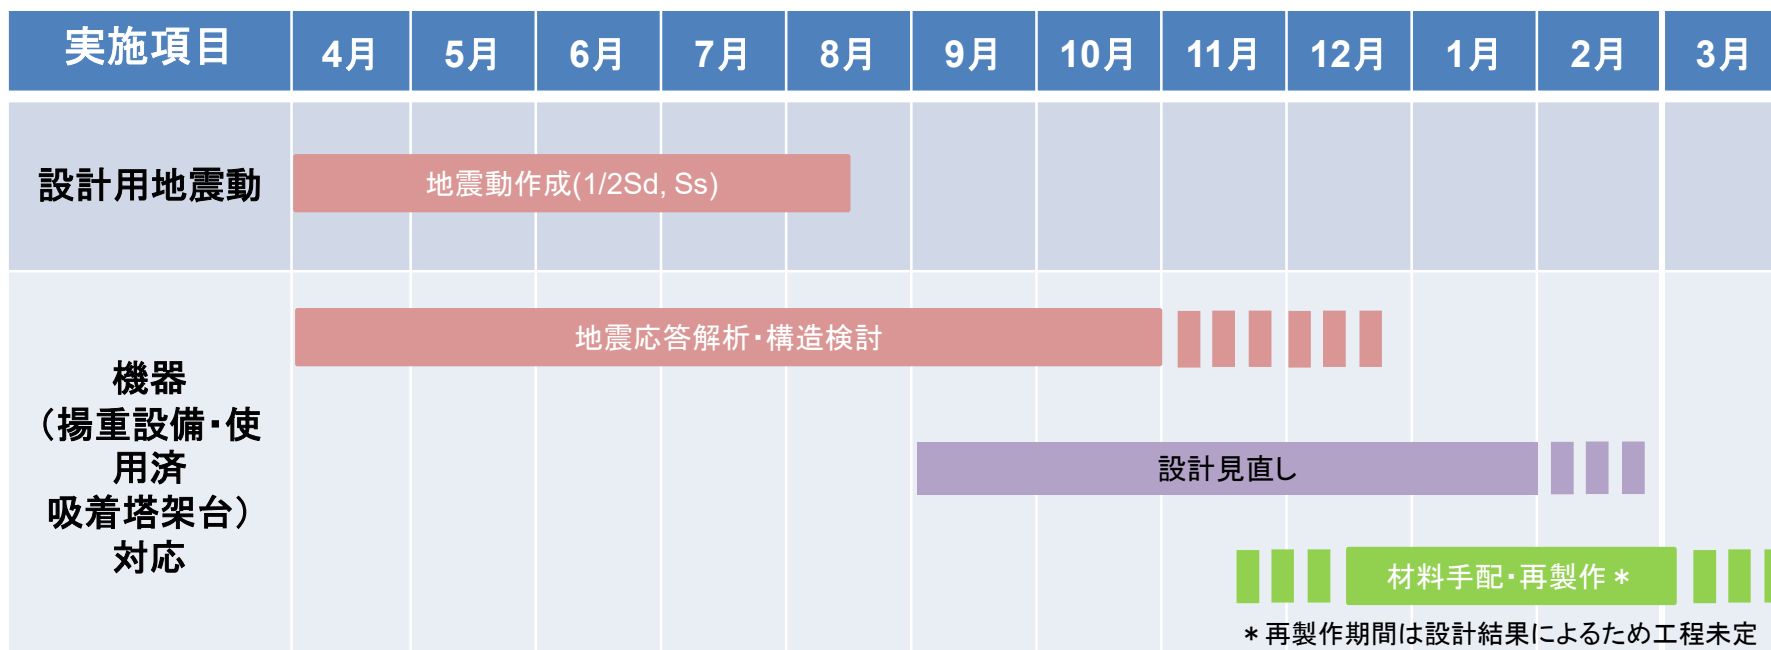 実施項目 4月 5月 6月 7月 8月 9月 10月 11月 12月 1月 2月 3月
設計用地震動
地震動作成(1/2Sd, Ss)
機器
（揚重設備・使
用済
吸着塔架台）
対応
地震応答解析・構造検討
設計見直し
材料手配・再製作＊
＊再製作期間は設計結果によるため工程未定